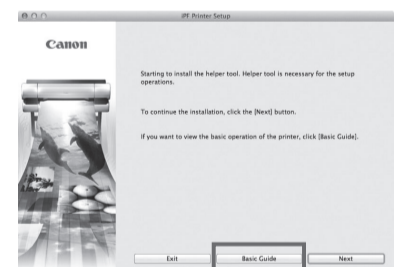 iPF Printer Setup
Canon
Starting to install the helper tool. Helper tool is necessary for the setup
operations.
To continue the installation, click the [Next] button.
If you want to view the basic operation of the printer, click [Basic Guide].
Exit
Basic Guide
Next